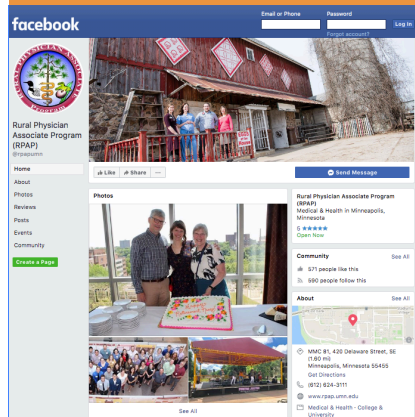 facebook
Email or Phone
Password
Log In
Forgot account?
RURAL PHYSICIAN ASSOCIATE
PROGRAM
Rural Physician
Associate Program
(RPAP)
@rpapumn
Home
About
Photos
Reviews
Posts
Events
Community
Create a Page
Like
Share
Send Message
Photos
See All
Rural Physician Associate Program
(RPAP)
Medical & Health in Minneapolis,
Minnesota
5 ★★★★★
Open Now
Community
See All
571 people like this
590 people follow this
About
See All
MMC 81, 420 Delaware Street, SE
(1.60 mi)
Minneapolis, Minnesota 55455
Get Directions
(612) 624-3111
www.rpap.umn.edu
Medical & Health · College &
University